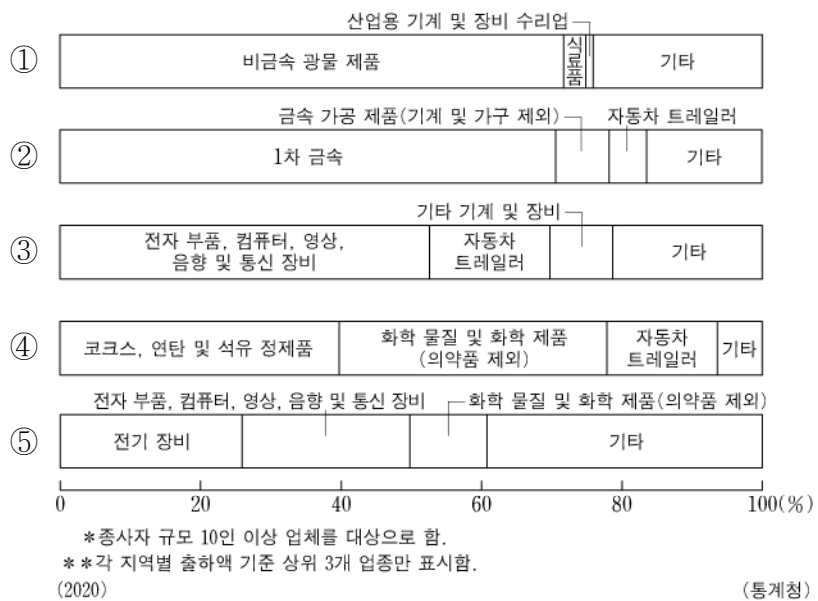 산업용 기계 및 장비 수리업
① 비금속 광물 제품 식료품 기타
금속 가공 제품(기계 및 가구 제외) 자동차 트레일러
② 1차 금속 기타
기타 기계 및 장비
③ 전자 부품, 컴퓨터, 영상, 음향 및 통신 장비 자동차 트레일러 기타
④ 코크스, 연탄 및 석유 정제품 화학 물질 및 화학 제품 (의약품 제외) 자동차 트레일러 기타
전자 부품, 컴퓨터, 영상, 음향 및 통신 장비 화학 물질 및 화학 제품(의약품 제외)
⑤ 전기 장비 기타
0 20 40 60 80 100(%)
*종사자 규모 10인 이상 업체를 대상으로 함.
**각 지역별 출하액 기준 상위 3개 업종만 표시함.
(2020) (통계청)